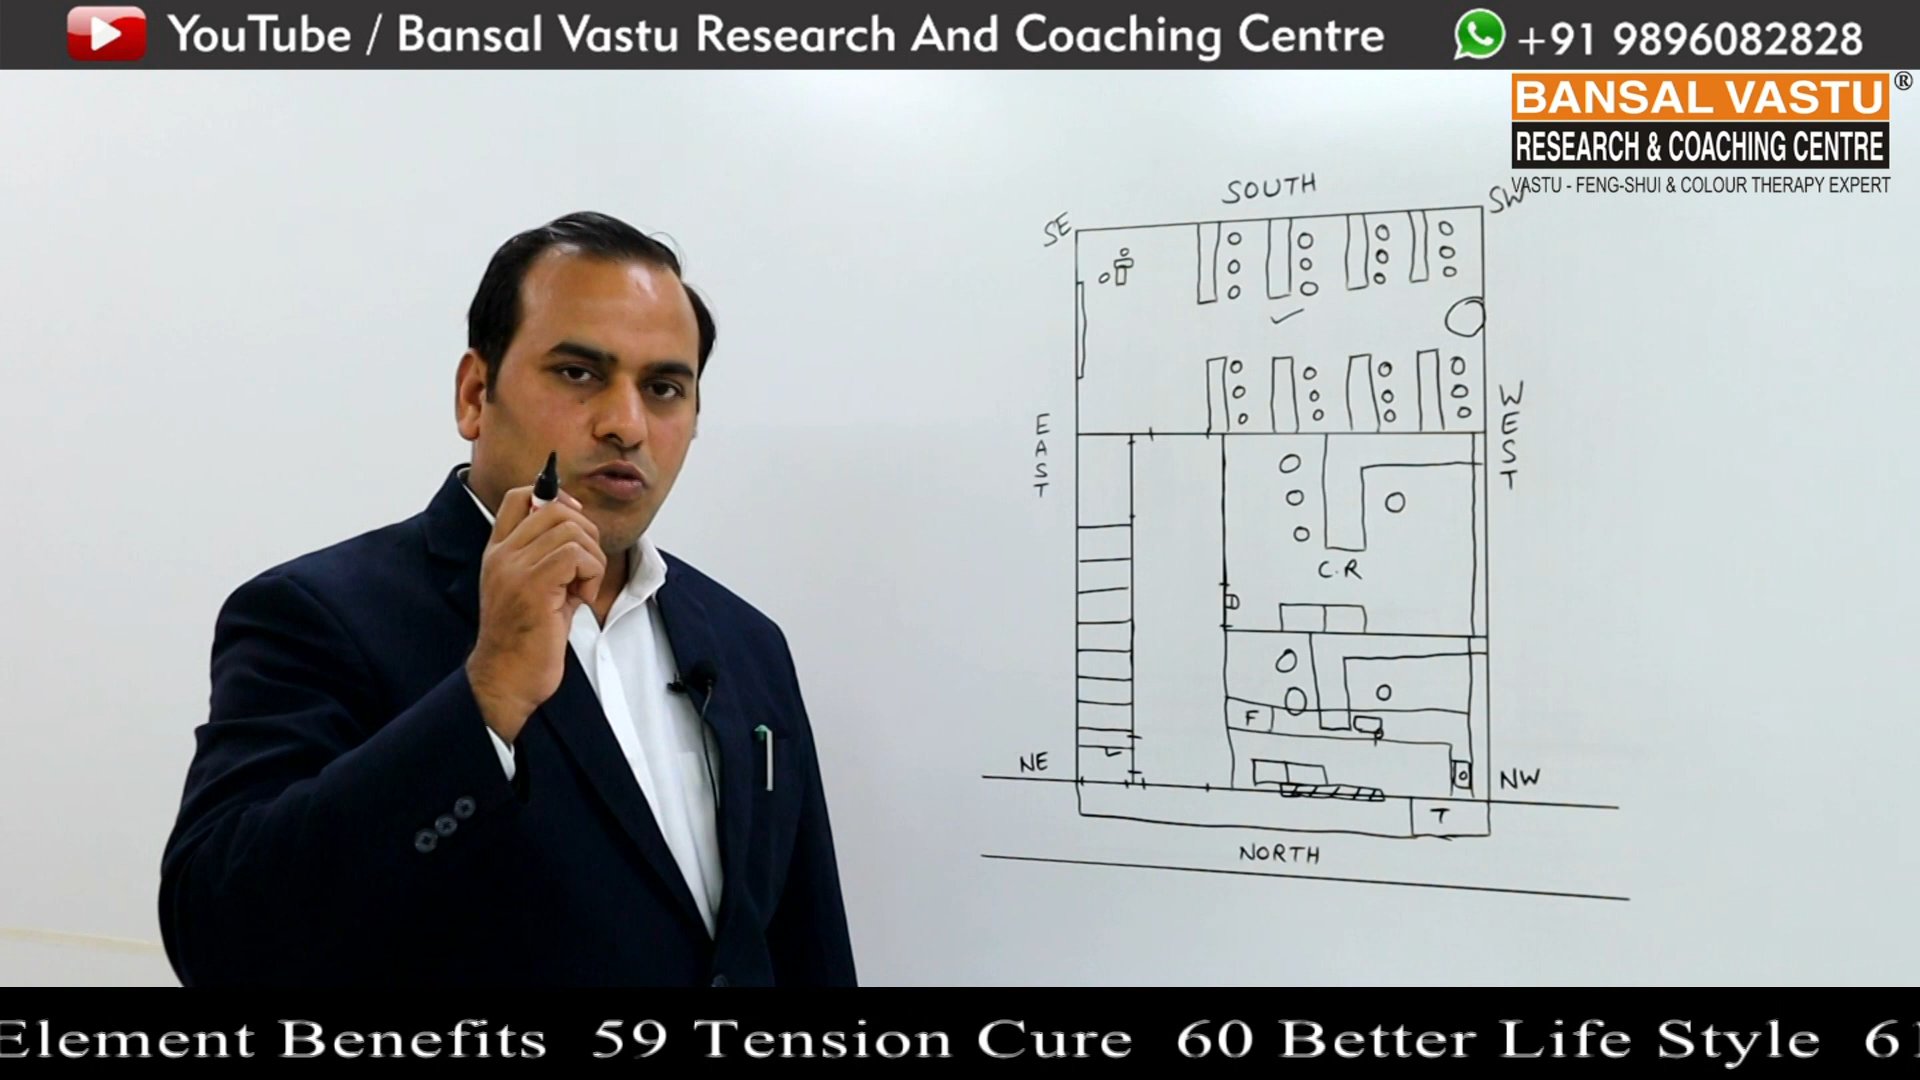 YouTube / Bansal Vastu Research And Coaching Centre +91 9896082828
BANSAL VASTU ®
RESEARCH & COACHING CENTRE
VASTU - FENG-SHUI & COLOUR THERAPY EXPERT
SOUTH
SE
SW
EAST
WEST
C.R
F
NE
NW
T
NORTH
Element Benefits 59 Tension Cure 60 Better Life Style 61